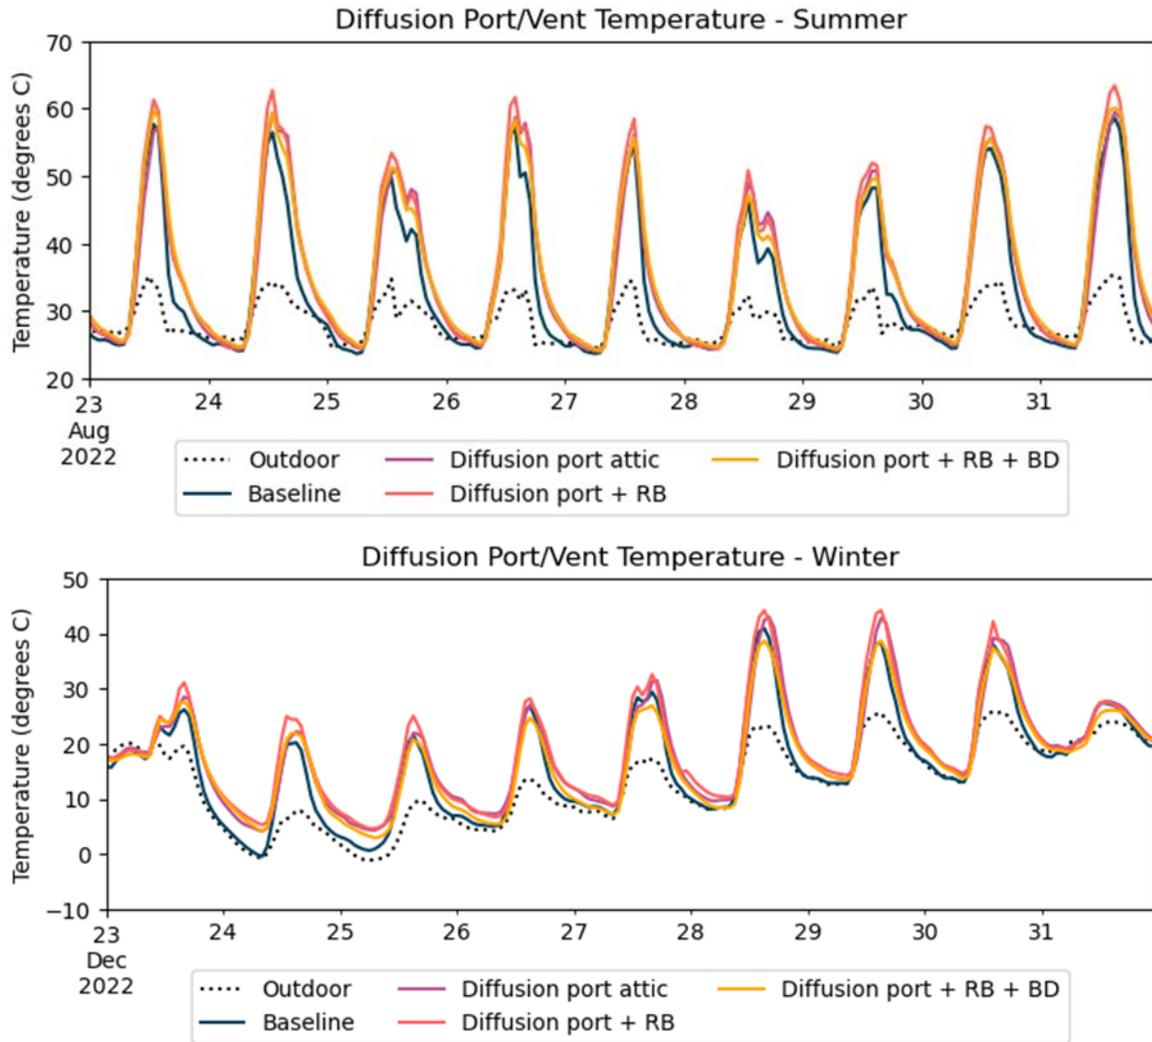 Diffusion Port/Vent Temperature - Summer
Temperature (degrees C)
70
60
50
40
30
20
23 24 25 26 27 28 29 30 31
Aug
2022
Outdoor Diffusion port attic Diffusion port + RB + BD
Baseline Diffusion port + RB
Diffusion Port/Vent Temperature - Winter
Temperature (degrees C)
50
40
30
20
10
0
−10
23 24 25 26 27 28 29 30 31
Dec
2022
Outdoor Diffusion port attic Diffusion port + RB + BD
Baseline Diffusion port + RB